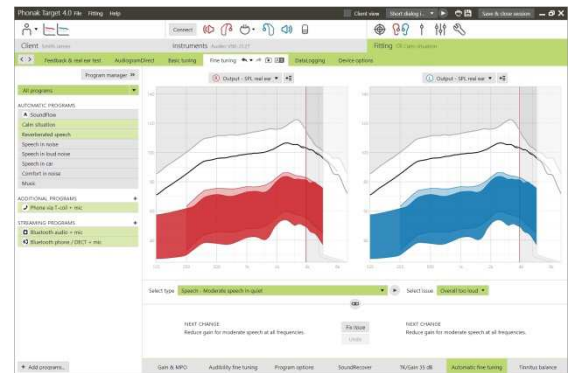 Phonak Target 4.0 File Fitting Help
Client view Short dialog i... Save & close session
Connect
Client Instruments Fitting
Feedback & real ear test AudiogramDirect Basic tuning Fine tuning DataLogging Device options
Program manager
All programs
Output - SPL real ear
Output - SPL real ear
AUTOMATIC PROGRAMS
SoundFlow
Calm situation
Reverberated speech
Speech in noise
Speech in loud noise
Speech in car
Comfort in noise
Music
ADDITIONAL PROGRAMS +
Phone via T-coil + mic
STREAMING PROGRAMS +
Bluetooth audio + mic
Bluetooth phone / DECT + mic
Select type Speech - Moderate speech in quiet Select issue Overall too loud
NEXT CHANGE
Reduce gain for moderate speech at all frequencies.
Fix issue
Undo
NEXT CHANGE
Reduce gain for moderate speech at all frequencies.
+ Add programs...
Gain & MPO Audibility fine tuning Program options SoundRecover TK/Gain 35 dB Automatic fine tuning Tinnitus balance